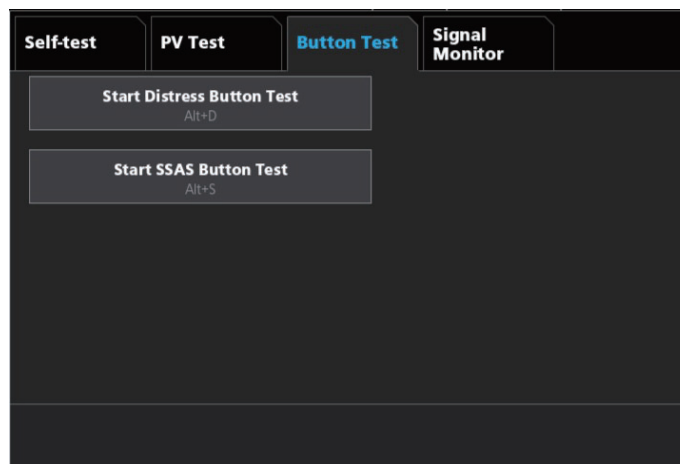 Self-test
PV Test
Button Test
Signal
Monitor
Start Distress Button Test
Alt+D
Start SSAS Button Test
Alt+S